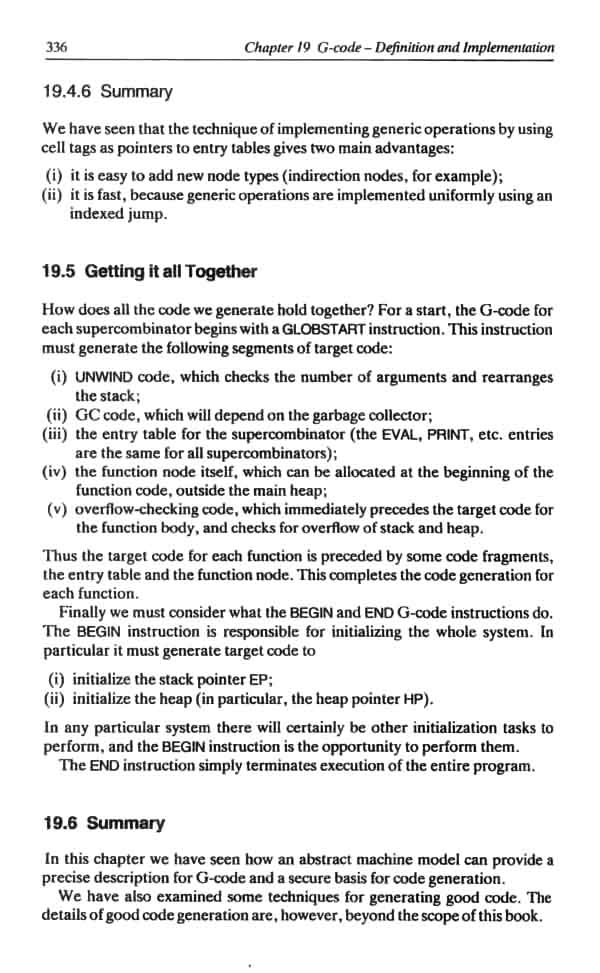 336
Chapter 19 G-code – Definition and Implementation
19.4.6 Summary
We have seen that the technique of implementing generic operations by using
cell tags as pointers to entry tables gives two main advantages:
(i) it is easy to add new node types (indirection nodes, for example);
(ii) it is fast, because generic operations are implemented uniformly using an
indexed jump.
19.5 Getting it all Together
How does all the code we generate hold together? For a start, the G-code for
each supercombinator begins with a GLOBSTART instruction. This instruction
must generate the following segments of target code:
(i) UNWIND code, which checks the number of arguments and rearranges
the stack;
(ii) GC code, which will depend on the garbage collector;
(iii) the entry table for the supercombinator (the EVAL, PRINT, etc. entries
are the same for all supercombinators);
(iv) the function node itself, which can be allocated at the beginning of the
function code, outside the main heap;
(v) overflow-checking code, which immediately precedes the target code for
the function body, and checks for overflow of stack and heap.
Thus the target code for each function is preceded by some code fragments,
the entry table and the function node. This completes the code generation for
each function.
Finally we must consider what the BEGIN and END G-code instructions do.
The BEGIN instruction is responsible for initializing the whole system. In
particular it must generate target code to
(i) initialize the stack pointer EP;
(ii) initialize the heap (in particular, the heap pointer HP).
In any particular system there will certainly be other initialization tasks to
perform, and the BEGIN instruction is the opportunity to perform them.
The END instruction simply terminates execution of the entire program.
19.6 Summary
In this chapter we have seen how an abstract machine model can provide a
precise description for G-code and a secure basis for code generation.
We have also examined some techniques for generating good code. The
details of good code generation are, however, beyond the scope of this book.